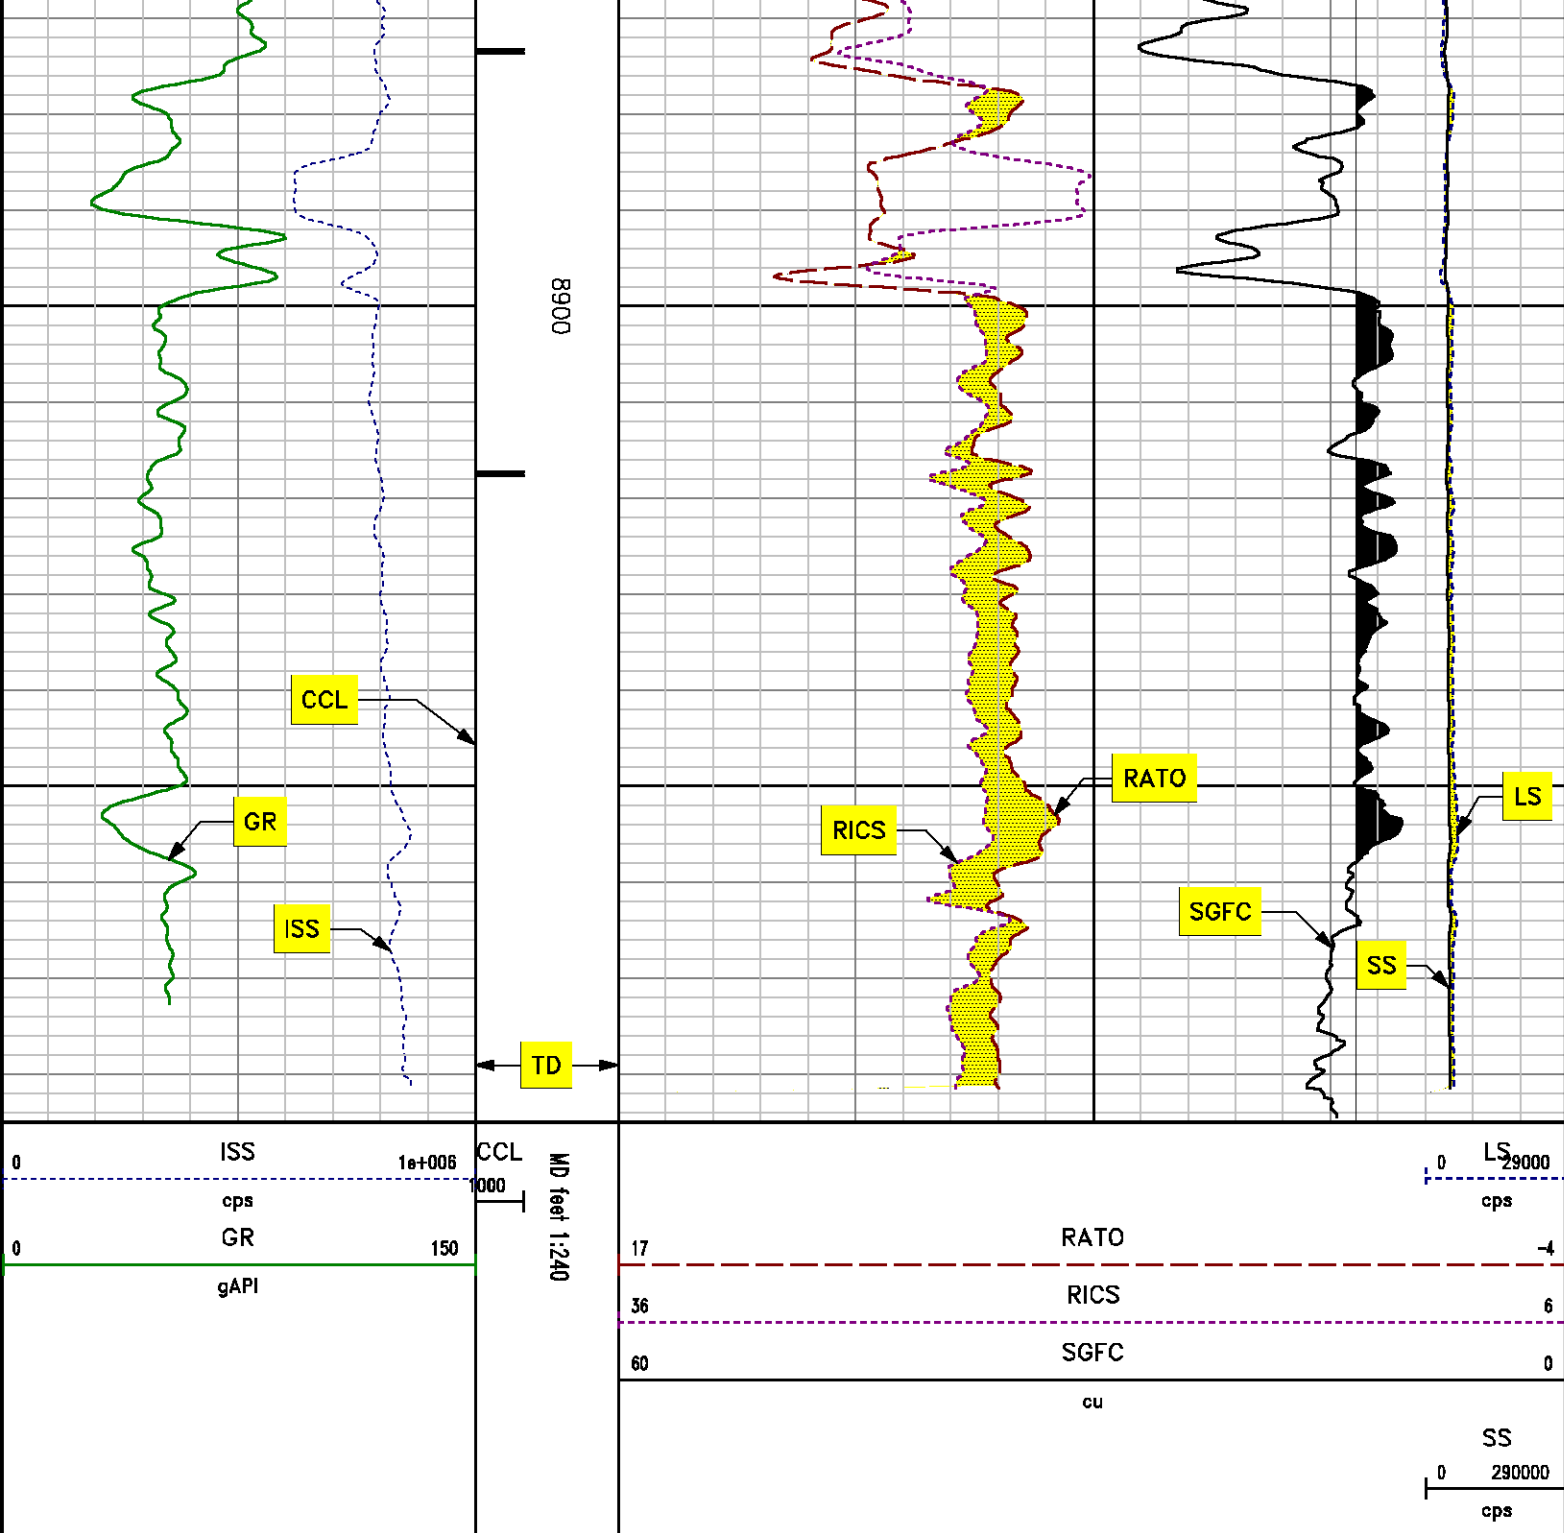 8900
CCL
RATO
LS
GR
RICS
SGFC
ISS
SS
TD
ISS
0 1e+006
cps
GR
0 150
gAPI
CCL
1000
MD feet 1:240
LS
0 29000
cps
RATO
17 -4
RICS
36 6
SGFC
60 0
cu
SS
0 290000
cps